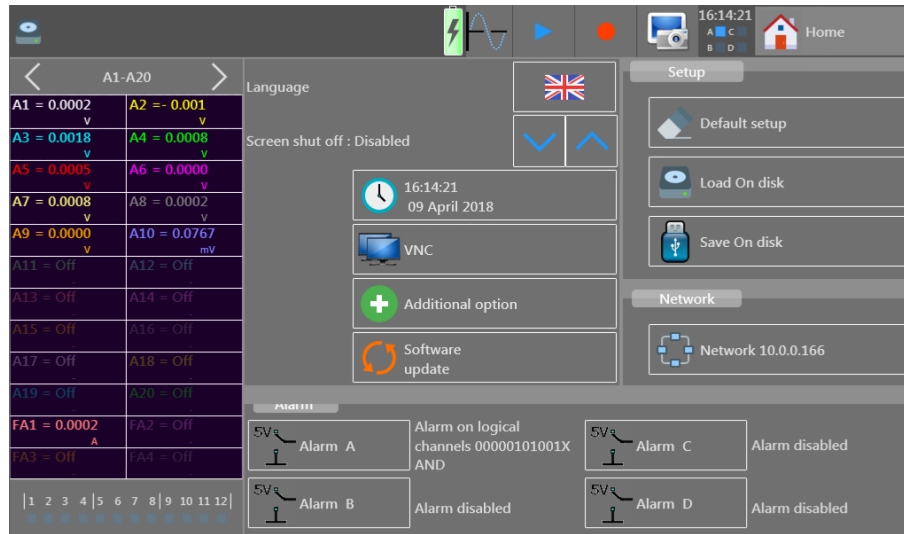 16:14:21
A C
B D
Home
A1-A20
A1 = 0.0002
V
A2 =- 0.001
V
A3 = 0.0018
V
A4 = 0.0008
V
A5 = 0.0005
V
A6 = 0.0000
V
A7 = 0.0008
V
A8 = 0.0002
V
A9 = 0.0000
V
A10 = 0.0767
mV
A11 = Off
A12 = Off
A13 = Off
A14 = Off
A15 = Off
A16 = Off
A17 = Off
A18 = Off
A19 = Off
A20 = Off
FA1 = 0.0002
A
FA2 = Off
FA3 = Off
FA4 = Off
|1 2 3 4|5 6 7 8|9 10 11 12|
Language
Screen shut off : Disabled
16:14:21
09 April 2018
VNC
Additional option
Software
update
Setup
Default setup
Load On disk
Save On disk
Network
Network 10.0.0.166
Alarm
5V
Alarm A
Alarm on logical
channels 00000101001X
AND
5V
Alarm C
Alarm disabled
5V
Alarm B
Alarm disabled
5V
Alarm D
Alarm disabled